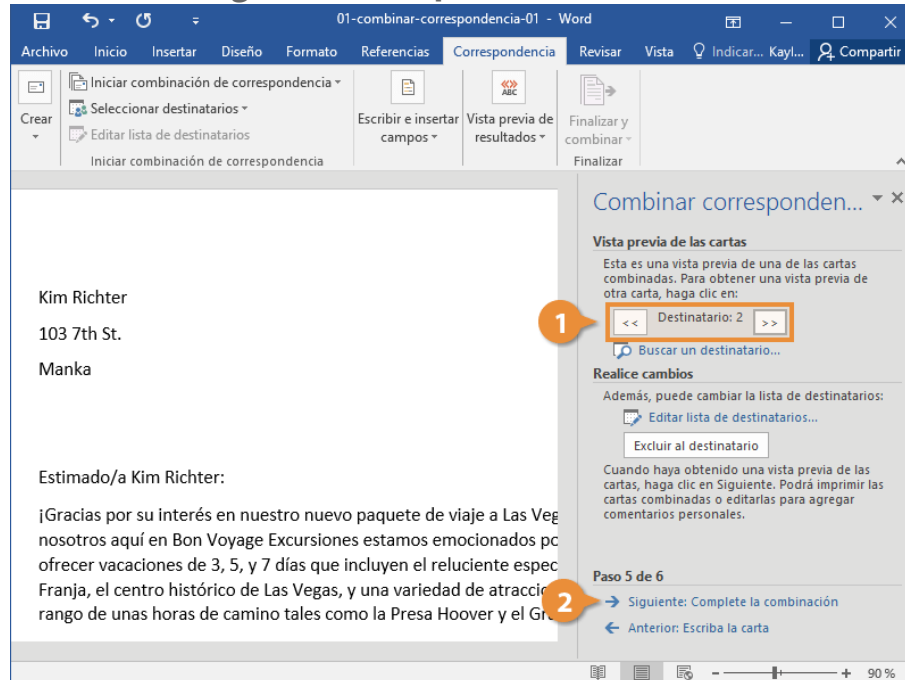 01-combinar-correspondencia-01 - Word
Archivo Inicio Insertar Diseño Formato Referencias Correspondencia Revisar Vista Indicar... Kayl... Compartir
Crear
Iniciar combinación de correspondencia
Seleccionar destinatarios
Editar lista de destinatarios
Iniciar combinación de correspondencia
Escribir e insertar
campos
ABC
Vista previa de
resultados
Finalizar y
combinar
Finalizar
Kim Richter
103 7th St.
Manka
Estimado/a Kim Richter:
¡Gracias por su interés en nuestro nuevo paquete de viaje a Las Veg
nosotros aquí en Bon Voyage Excursiones estamos emocionados
ofrecer vacaciones de 3, 5, y 7 días que incluyen el reluciente espec
Franja, el centro histórico de Las Vegas, y una variedad de
rango de unas horas de camino tales como la Presa Hoover y el
Combinar corresponden...
Vista previa de las cartas
Esta es una vista previa de una de las cartas
combinadas. Para obtener una vista previa de
otra carta, haga clic en:
1
<< Destinatario: 2 >>
Buscar un destinatario...
Realice cambios
Además, puede cambiar la lista de destinatarios:
Editar lista de destinatarios...
Excluir al destinatario
Cuando haya obtenido una vista previa de las
cartas, haga clic en Siguiente. Podrá imprimir las
cartas combinadas o editarlas para agregar
comentarios personales.
Paso 5 de 6
2
Siguiente: Complete la combinación
Anterior: Escriba la carta
90 %